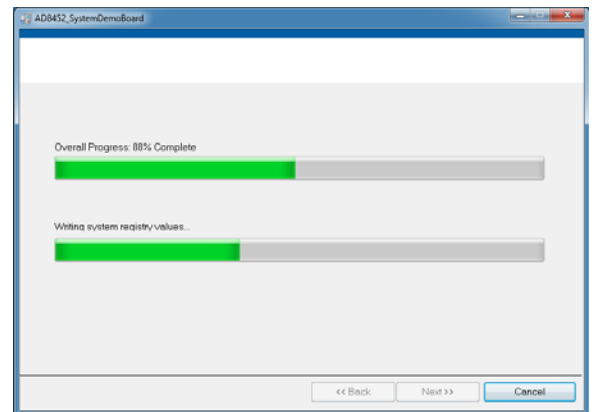 AD8452_SystemDemoBoard
Overall Progress: 88% Complete
Writing system registry values...
<< Back
Next >>
Cancel